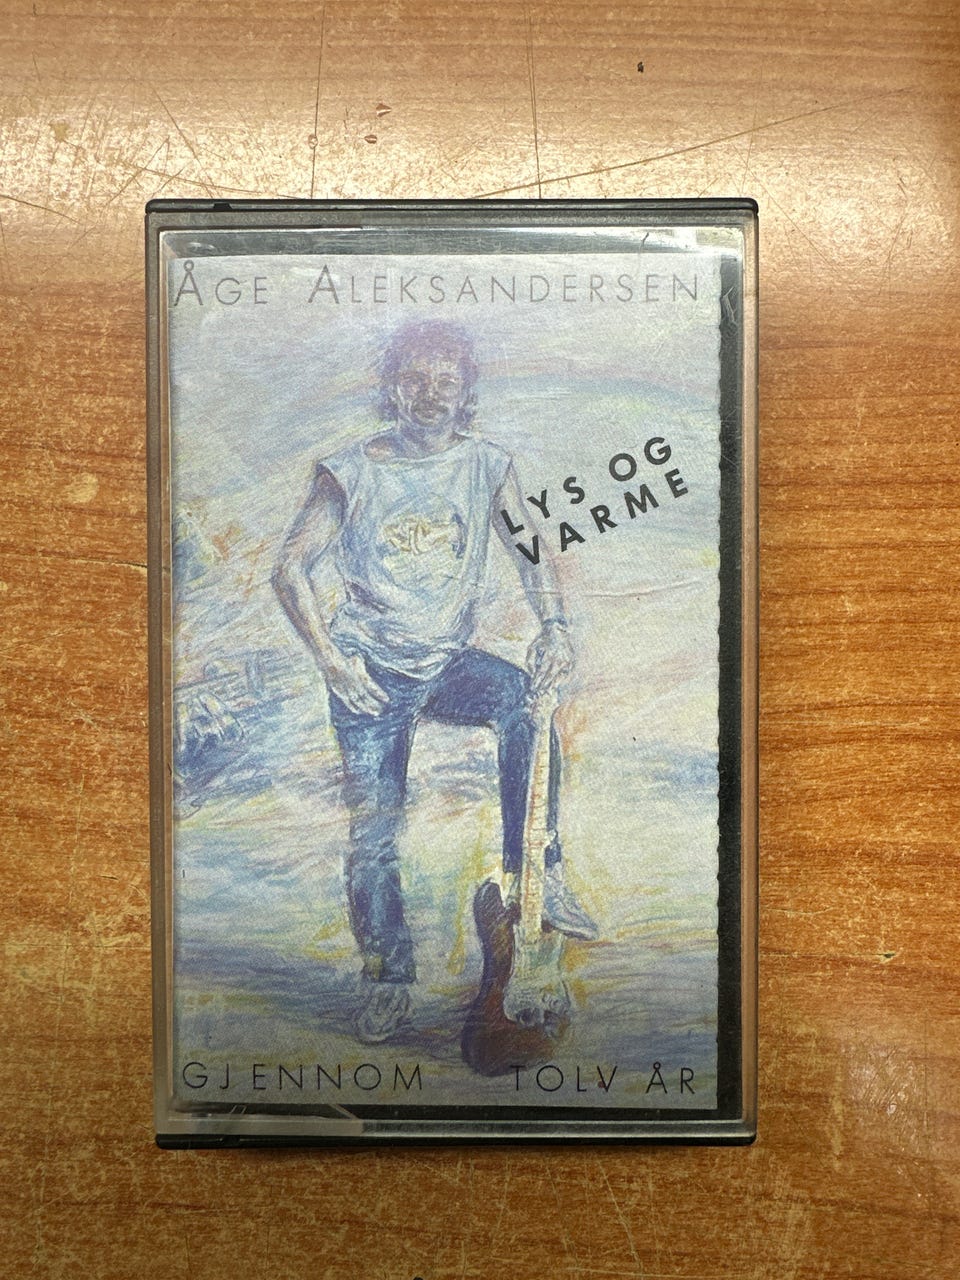 ÅGE ALEKSANDERSEN
LYS OG
VARME
GJENNOM TOLV ÅR